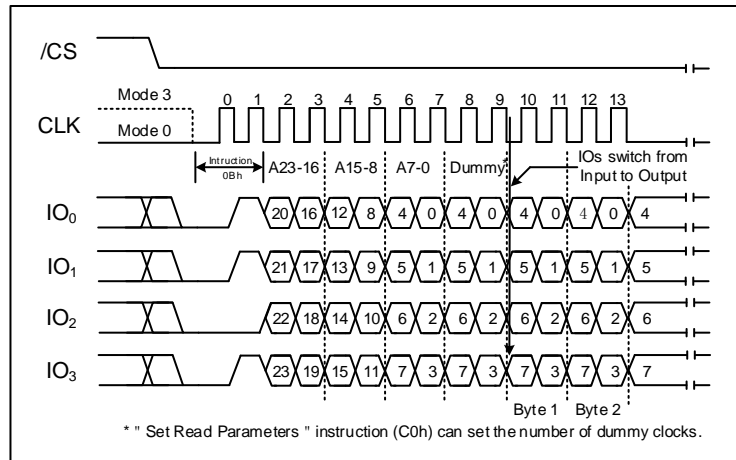 /CS
Mode 3
0 1 2 3 4 5 6 7 8 9 10 11 12 13
CLK
Mode 0
Intruction
0Bh
A23-16 A15-8 A7-0 Dummy*
IOs switch from
Input to Output
IO0 20 16 12 8 4 0 4 0 4 0 4 0 4
IO1 21 17 13 9 5 1 5 1 5 1 5 1 5
IO2 22 18 14 10 6 2 6 2 6 2 6 2 6
IO3 23 19 15 11 7 3 7 3 7 3 7 3 7
Byte 1 Byte 2
* " Set Read Parameters " instruction (C0h) can set the number of dummy clocks.